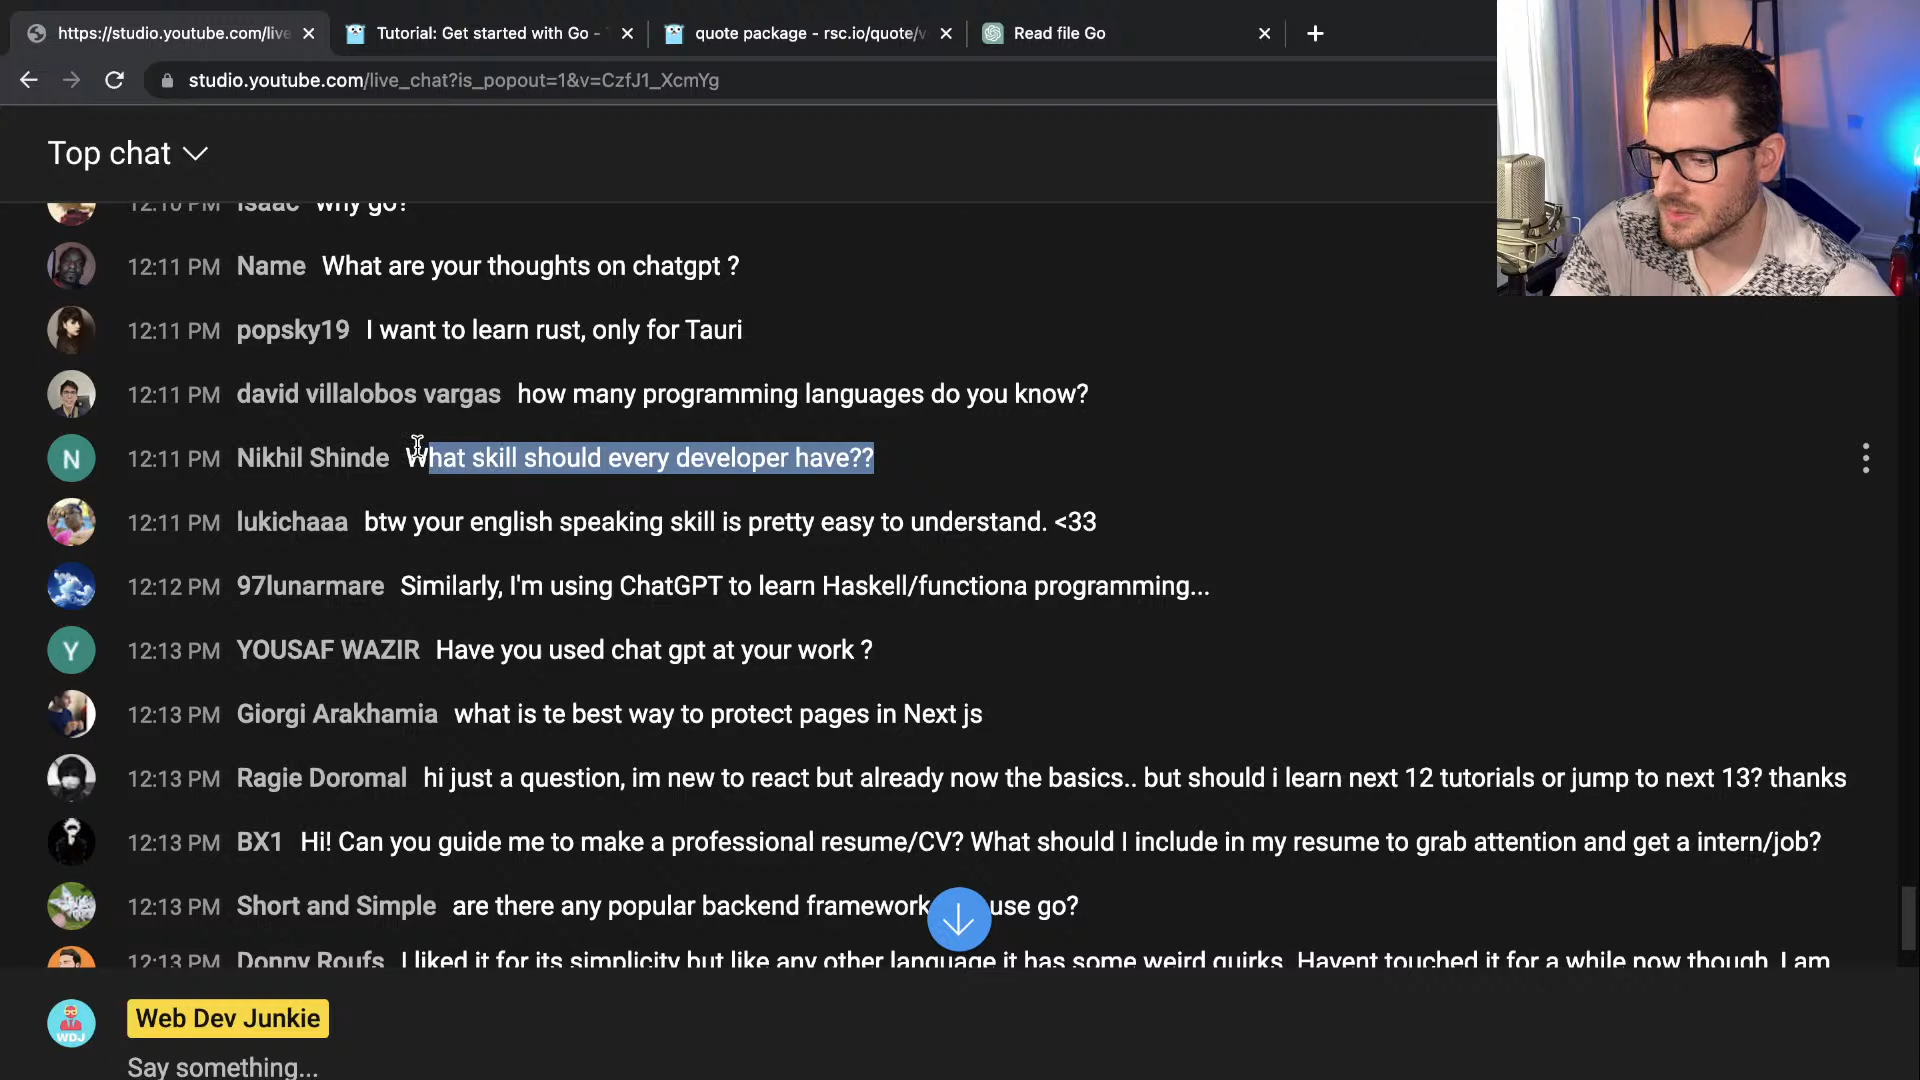 https://studio.youtube.com/live
Tutorial: Get started with Go -
quote package - rsc.io/quote/v
Read file Go
studio.youtube.com/live_chat?is_popout=1&v=CzfJ1_XcmYg
Top chat
12:10 PM Isaac why go?
12:11 PM Name What are your thoughts on chatgpt ?
12:11 PM popsky19 I want to learn rust, only for Tauri
12:11 PM david villalobos vargas how many programming languages do you know?
N 12:11 PM Nikhil Shinde What skill should every developer have??
12:11 PM lukichaaa btw your english speaking skill is pretty easy to understand. <33
12:12 PM 97lunarmare Similarly, I'm using ChatGPT to learn Haskell/functiona programming...
Y 12:13 PM YOUSAF WAZIR Have you used chat gpt at your work ?
12:13 PM Giorgi Arakhamia what is te best way to protect pages in Next js
12:13 PM Ragie Doromal hi just a question, im new to react but already now the basics.. but should i learn next 12 tutorials or jump to next 13? thanks
12:13 PM BX1 Hi! Can you guide me to make a professional resume/CV? What should I include in my resume to grab attention and get a intern/job?
12:13 PM Short and Simple are there any popular backend framework use go?
12:13 PM Donny Roufs I liked it for its simplicity but like any other language it has some weird quirks. Havent touched it for a while now though. I am
WDJ Web Dev Junkie
Say something...